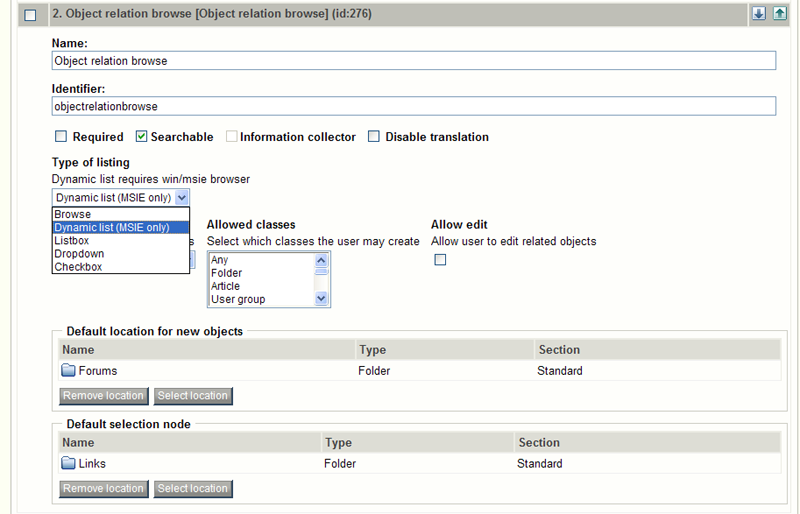 2. Object relation browse [Object relation browse] (id:276)
Name:
Object relation browse
Identifier:
objectrelationbrowse
Required Searchable Information collector Disable translation
Type of listing
Dynamic list requires win/msie browser
Dynamic list (MSIE only)
Browse
Dynamic list (MSIE only)
Listbox
Dropdown
Checkbox
Allowed classes
Select which classes the user may create
Any
Folder
Article
User group
Allow edit
Allow user to edit related objects
Default location for new objects
Name Type Section
Forums Folder Standard
Remove location Select location
Default selection node
Name Type Section
Links Folder Standard
Remove location Select location